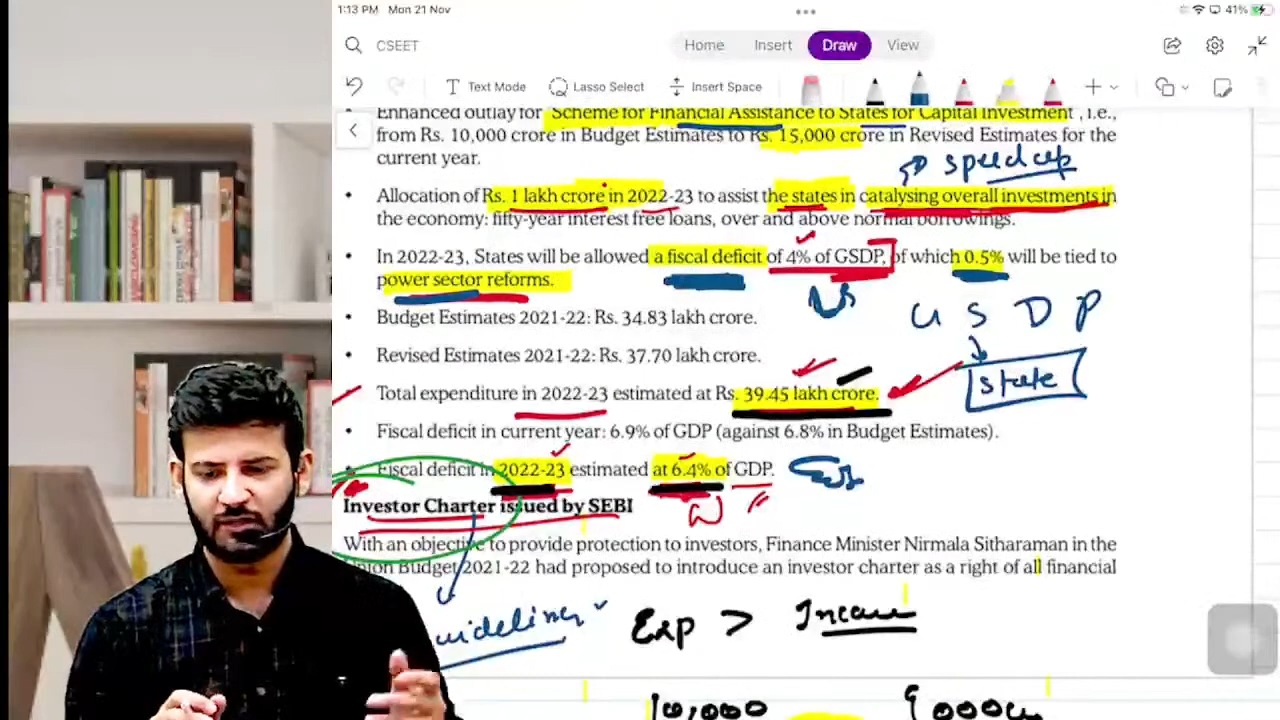 1:13 PM Mon 21 Nov
41%
CSEET
Home Insert Draw View
Text Mode Lasso Select Insert Space
Enhanced outlay for 'Scheme for Financial Assistance to States for Capital Investment', i.e.,
from Rs. 10,000 crore in Budget Estimates to Rs. 15,000 crore in Revised Estimates for the
current year.
speed up
• Allocation of Rs. 1 lakh crore in 2022-23 to assist the states in catalysing overall investments in
the economy: fifty-year interest free loans, over and above normal borrowings.
• In 2022-23, States will be allowed a fiscal deficit of 4% of GSDP, of which 0.5% will be tied to
power sector reforms.
G S D P
• Budget Estimates 2021-22: Rs. 34.83 lakh crore.
• Revised Estimates 2021-22: Rs. 37.70 lakh crore.
state
• Total expenditure in 2022-23 estimated at Rs. 39.45 lakh crore.
• Fiscal deficit in current year: 6.9% of GDP (against 6.8% in Budget Estimates).
• Fiscal deficit in 2022-23 estimated at 6.4% of GDP.
Investor Charter issued by SEBI
With an objective to provide protection to investors, Finance Minister Nirmala Sitharaman in the
Union Budget 2021-22 had proposed to introduce an investor charter as a right of all financial
uidelines
Exp > Income
10,000